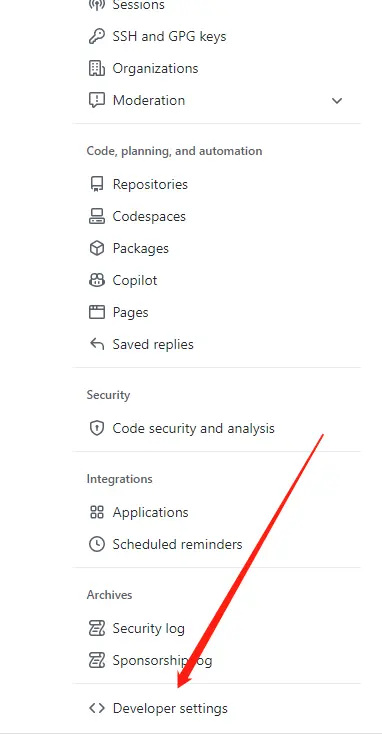 Sessions
SSH and GPG keys
Organizations
Moderation
Code, planning, and automation
Repositories
Codespaces
Packages
Copilot
Pages
Saved replies
Security
Code security and analysis
Integrations
Applications
Scheduled reminders
Archives
Security log
Sponsorship log
Developer settings